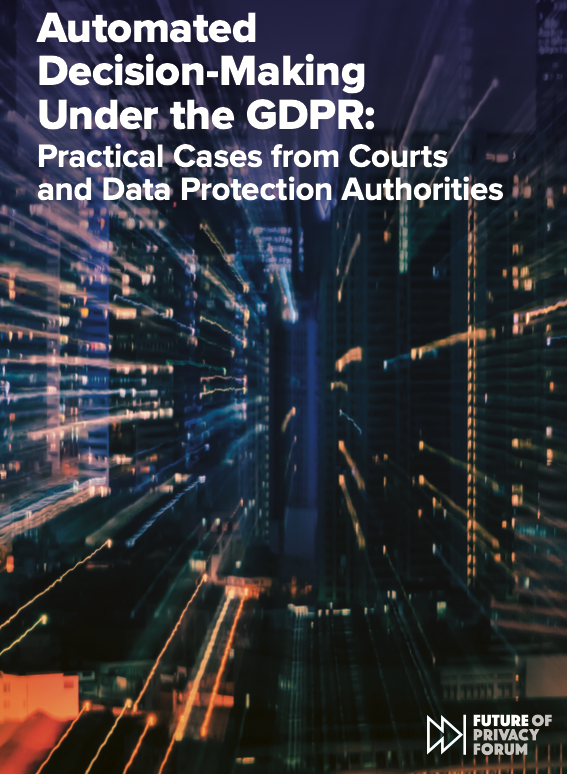 Automated
Decision-Making
Under the GDPR:
Practical Cases from Courts
and Data Protection Authorities
FUTURE OF
PRIVACY
FORUM